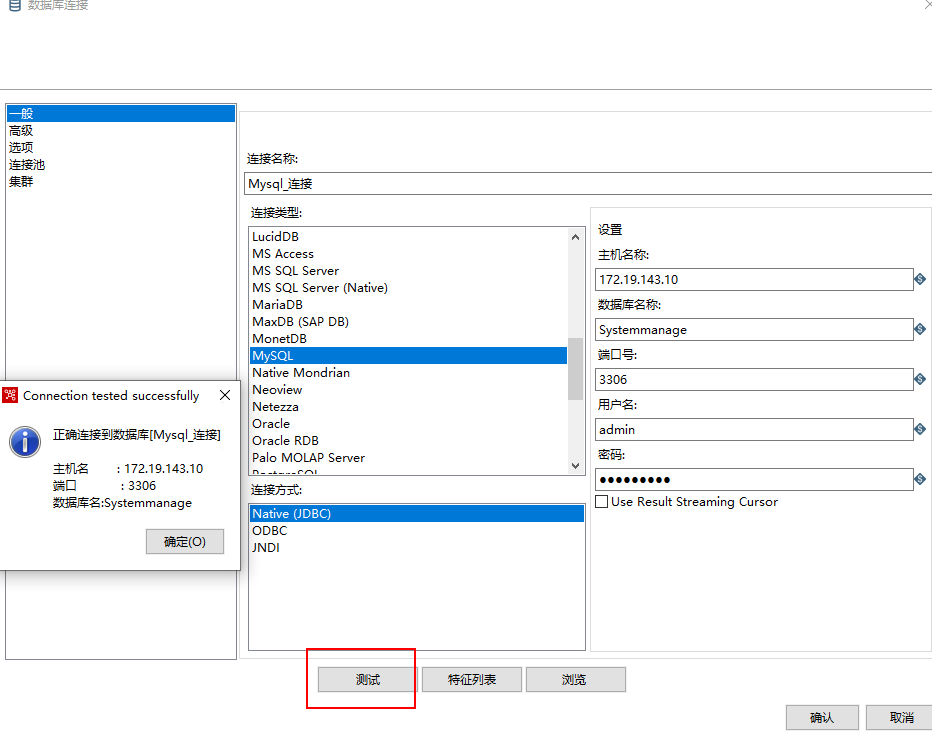 数据库连接
一般
高级
选项
连接池
集群
连接名称:
Mysql_连接
连接类型:
LucidDB
MS Access
MS SQL Server
MS SQL Server (Native)
MariaDB
MaxDB (SAP DB)
MonetDB
MySQL
Native Mondrian
Neoview
Netezza
Oracle
Oracle RDB
Palo MOLAP Server
PostgreSQL
连接方式:
Native (JDBC)
ODBC
JNDI
设置
主机名称:
172.19.143.10
数据库名称:
Systemmanage
端口号:
3306
用户名:
admin
密码:
●●●●●●●●●
Use Result Streaming Cursor
Connection tested successfully
正确连接到数据库[Mysql_连接]
主机名 : 172.19.143.10
端口 : 3306
数据库名:Systemmanage
确定(O)
测试
特征列表
浏览
确认
取消